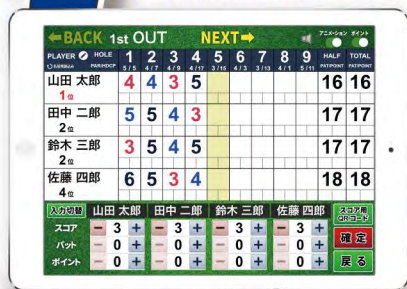 BACK 1st OUT NEXT アニメーション ポイント
PLAYER HOLE 1 2 3 4 5 6 7 8 9 HALF TOTAL
PAR/HDCP 5 / 5 4 / 7 4 / 9 4 / 17 3 / 15 4 / 3 3 / 13 4 / 1 5 / 11 PAT/POINT PAT/POINT
山田 太郎 4 4 3 5 16 16
1位
田中 二郎 5 5 4 3 17 17
2位
鈴木 三郎 3 5 4 5 17 17
2位
佐藤 四郎 6 5 3 4 18 18
4位
入力切替 山田 太郎 田中 二郎 鈴木 三郎 佐藤 四郎 スコア用QRコード
スコア - 3 + - 3 + - 3 + - 3 +
パット - 0 + - 0 + - 0 + - 0 + 確定
ポイント - 0 + - 0 + - 0 + - 0 + 戻る